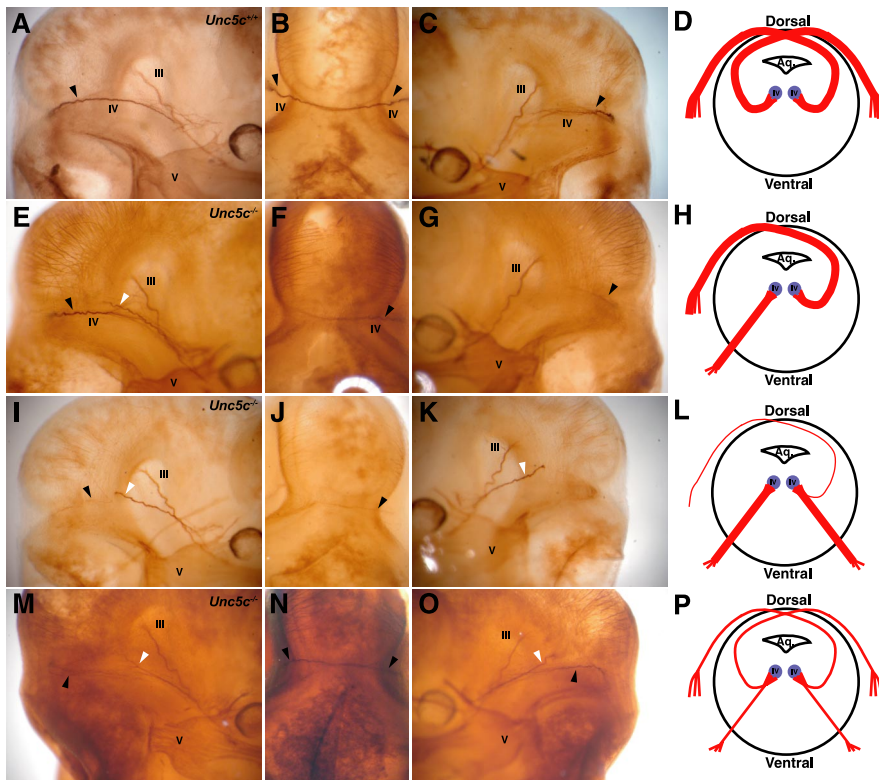 A Unc5c+/+ B C D Dorsal
III Aq.
IV IV IV IV IV IV
V V Ventral
E Unc5c-/- F G H Dorsal
III III Aq.
IV IV IV IV
V V Ventral
I Unc5c-/- J K L Dorsal
III III Aq.
IV IV
V V Ventral
M Unc5c-/- N O P Dorsal
III III Aq.
IV IV
V V Ventral